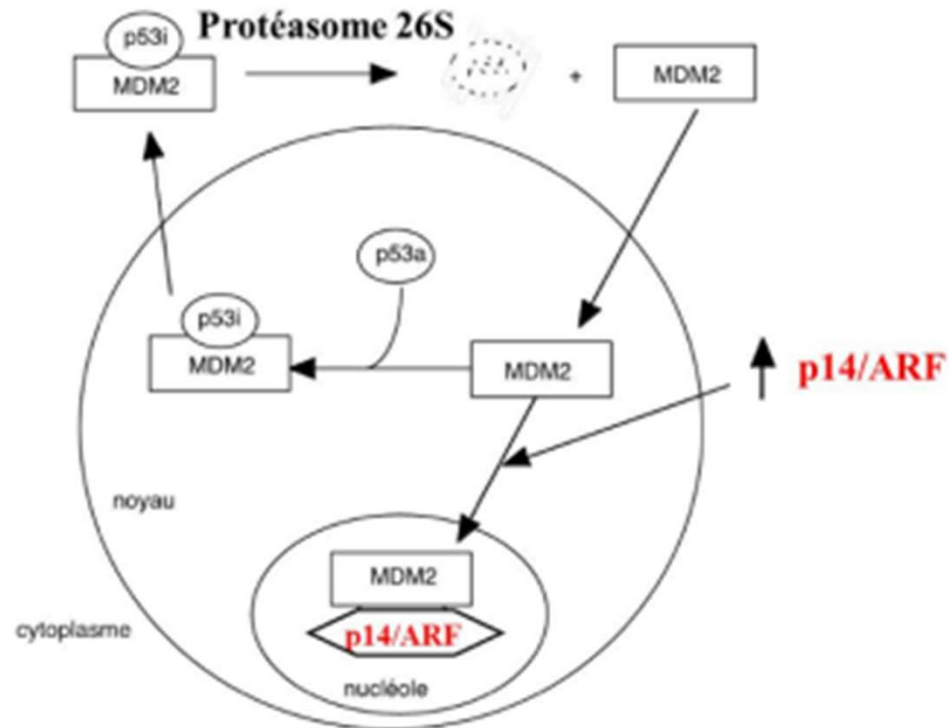 p53i
Protéasome 26S
MDM2
+
MDM2
p53a
p53i
MDM2
MDM2
p14/ARF
noyau
MDM2
p14/ARF
cytoplasme
nucléole